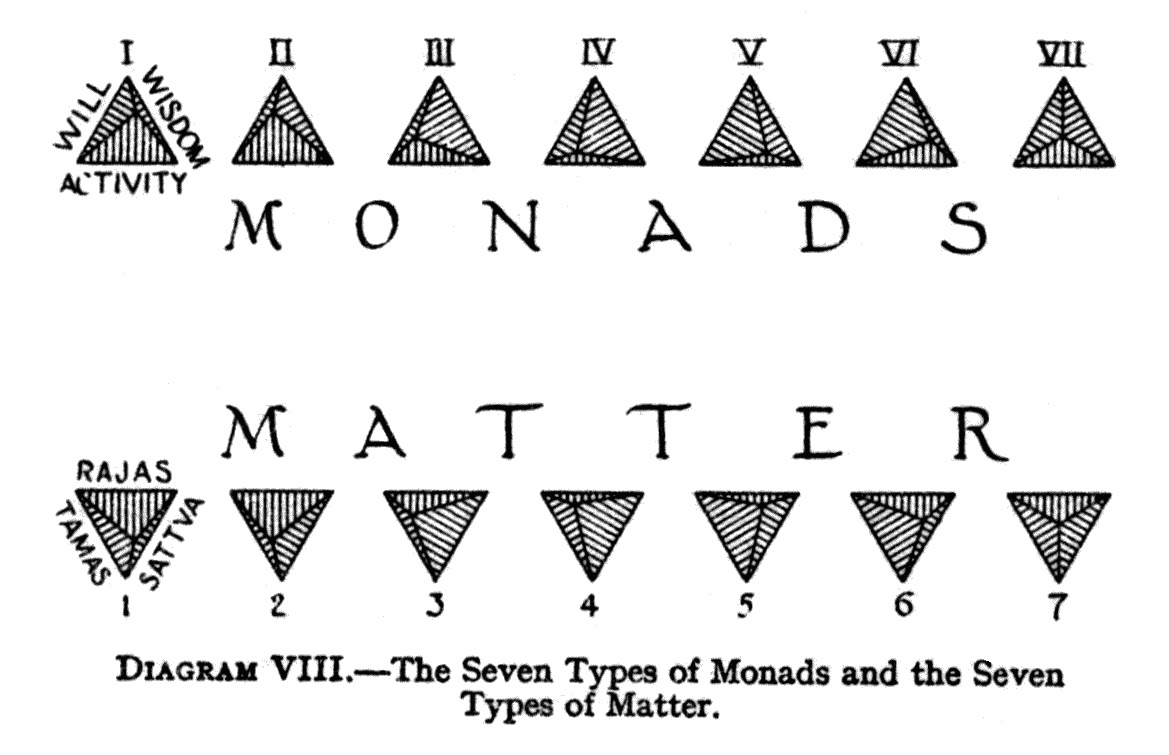 I II III IV V VI VII
WILL WISDOM
ACTIVITY
MONADS
MATTER
RAJAS
TAMAS SATTVA
1 2 3 4 5 6 7
DIAGRAM VIII.—The Seven Types of Monads and the Seven
Types of Matter.